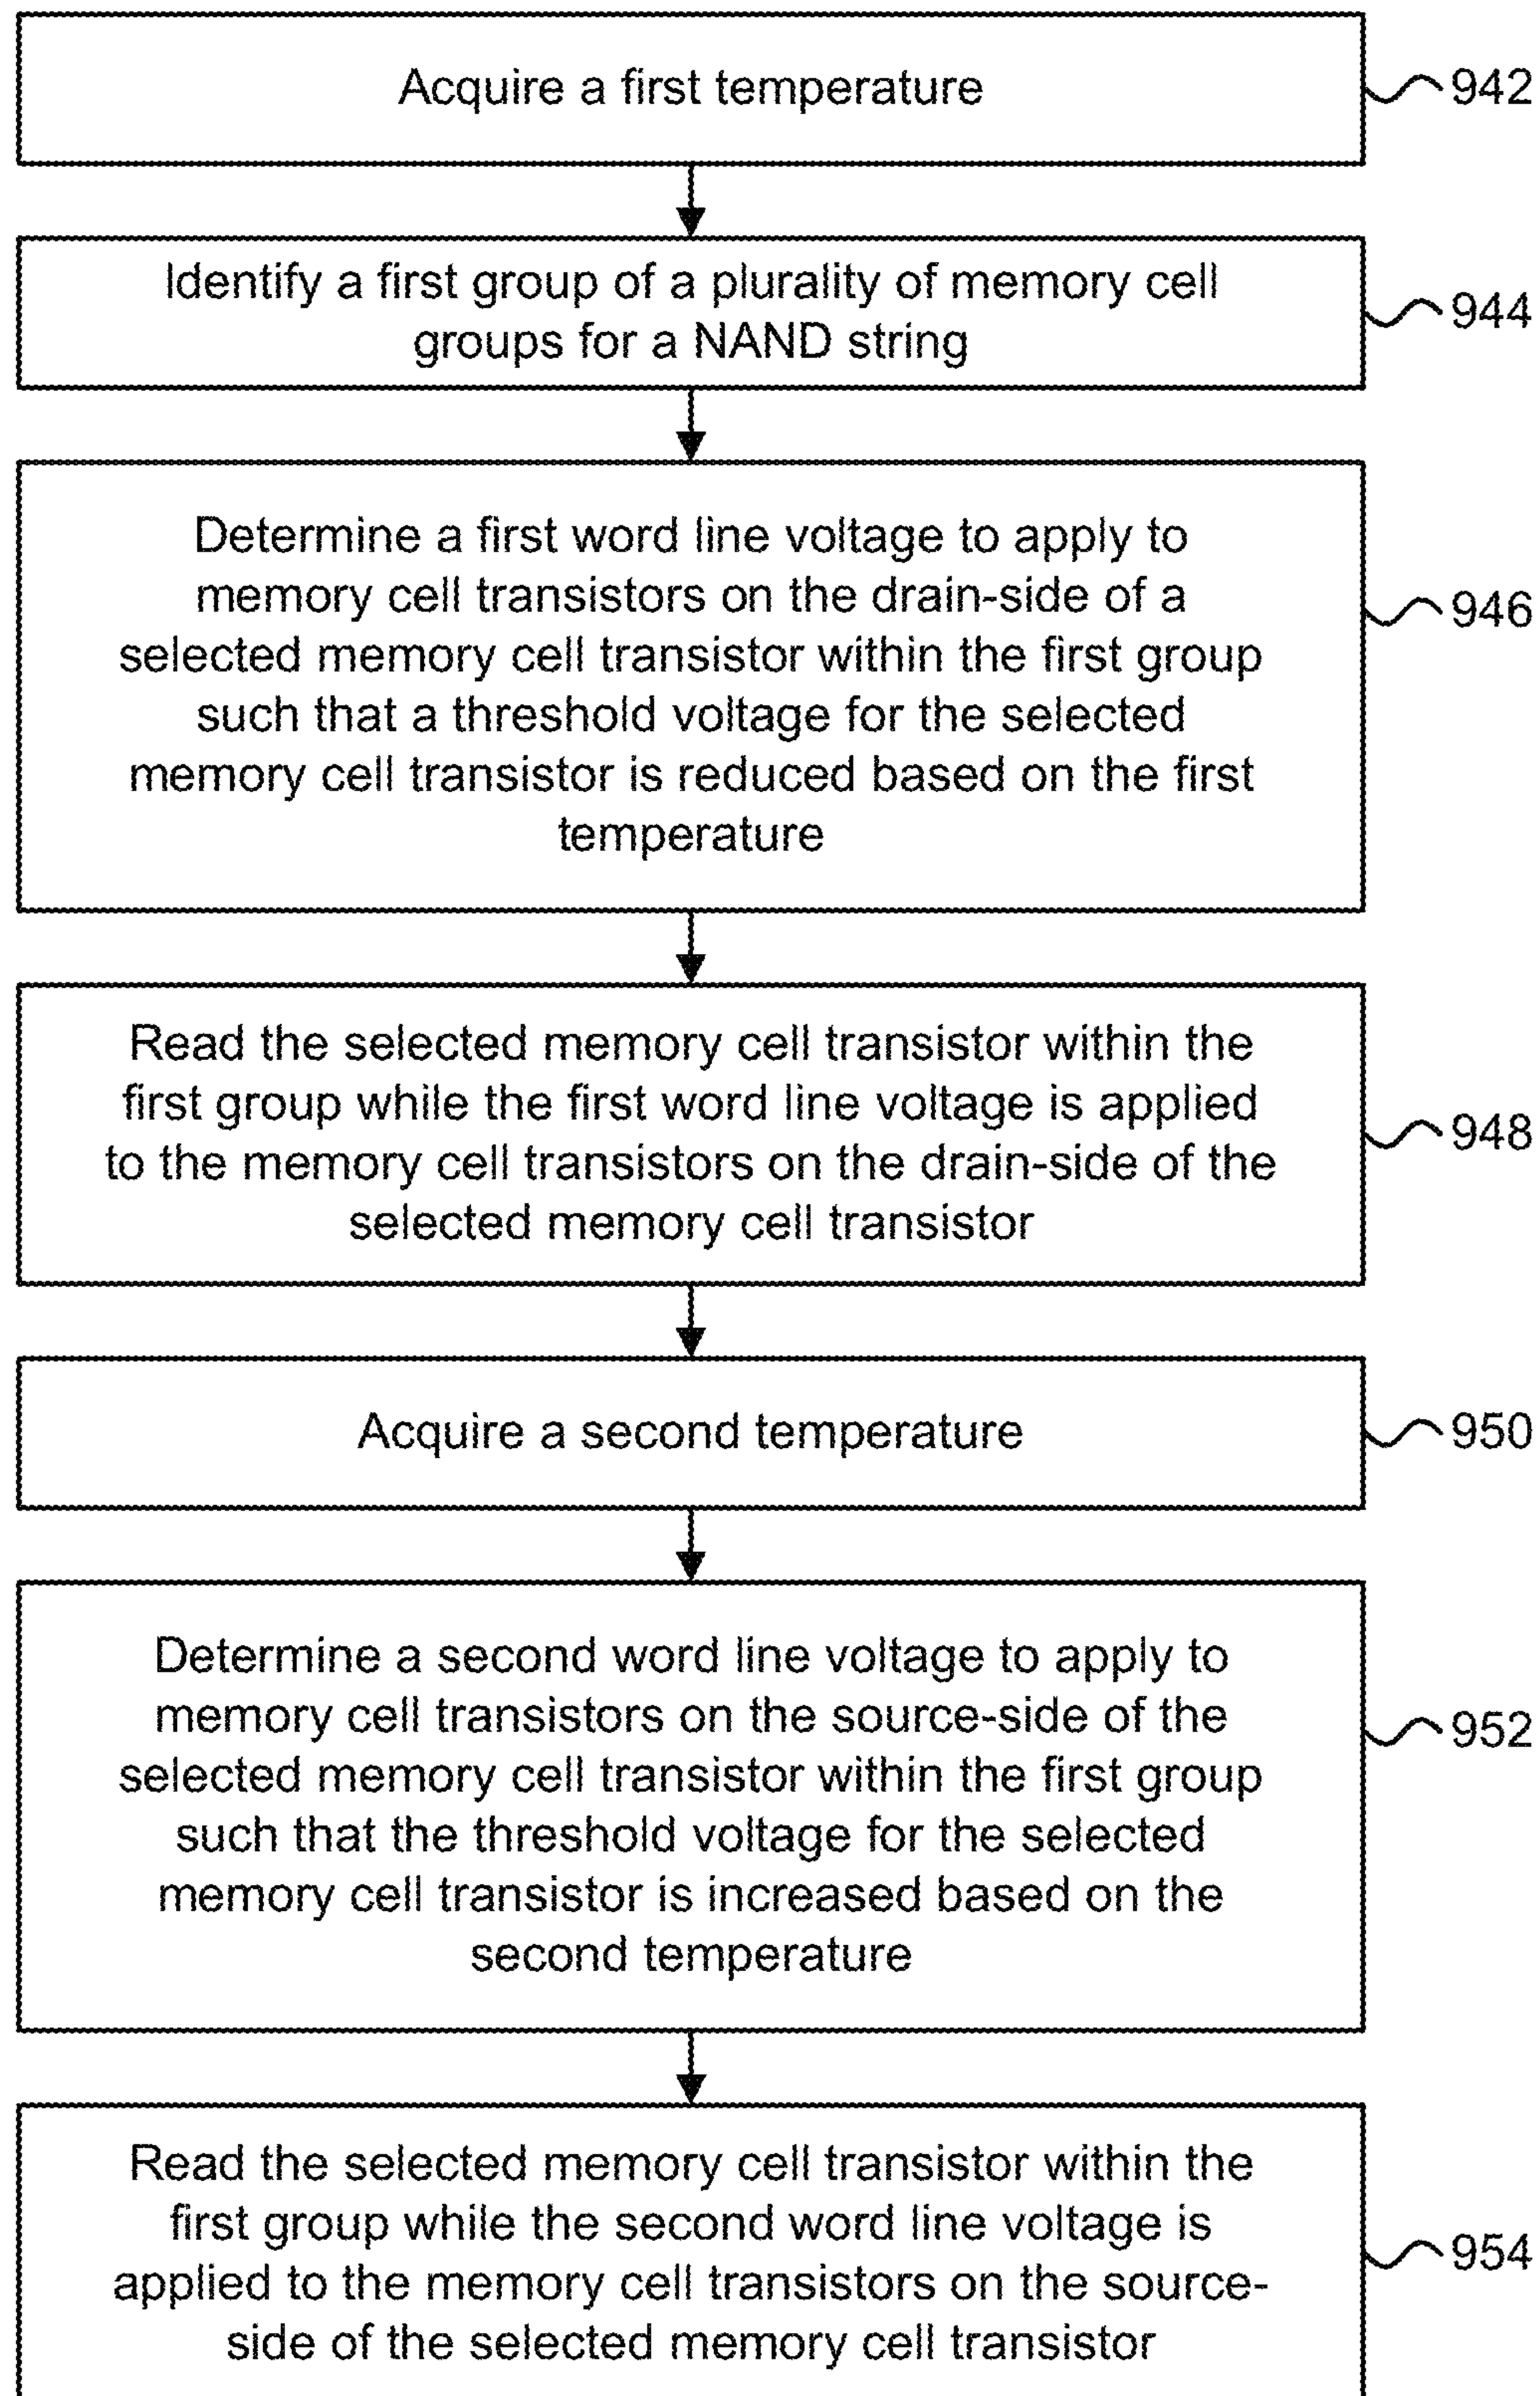 Acquire a first temperature
942
Identify a first group of a plurality of memory cell
groups for a NAND string
944
Determine a first word line voltage to apply to
memory cell transistors on the drain-side of a
selected memory cell transistor within the first group
such that a threshold voltage for the selected
memory cell transistor is reduced based on the first
temperature
946
Read the selected memory cell transistor within the
first group while the first word line voltage is applied
to the memory cell transistors on the drain-side of the
selected memory cell transistor
948
Acquire a second temperature
950
Determine a second word line voltage to apply to
memory cell transistors on the source-side of the
selected memory cell transistor within the first group
such that the threshold voltage for the selected
memory cell transistor is increased based on the
second temperature
952
Read the selected memory cell transistor within the
first group while the second word line voltage is
applied to the memory cell transistors on the source-
side of the selected memory cell transistor
954